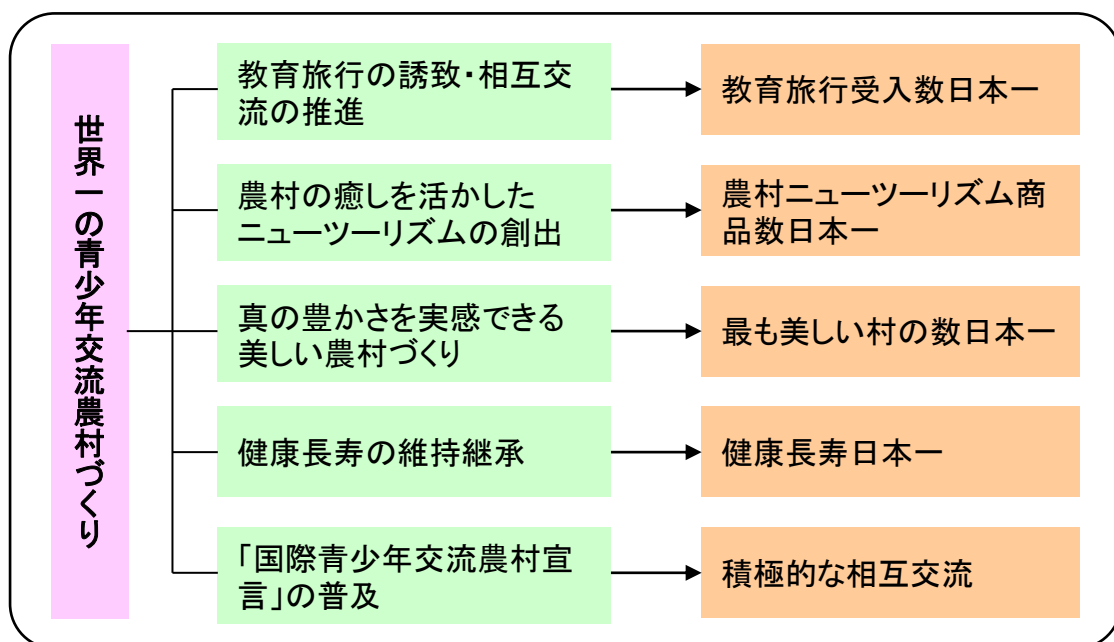 世界一の青少年交流農村づくり
教育旅行の誘致・相互交
流の推進
教育旅行受入数日本一
農村の癒しを活かした
ニューツーリズムの創出
農村ニューツーリズム商
品数日本一
真の豊かさを実感できる
美しい農村づくり
最も美しい村の数日本一
健康長寿の維持継承
健康長寿日本一
「国際青少年交流農村宣
言」の普及
積極的な相互交流